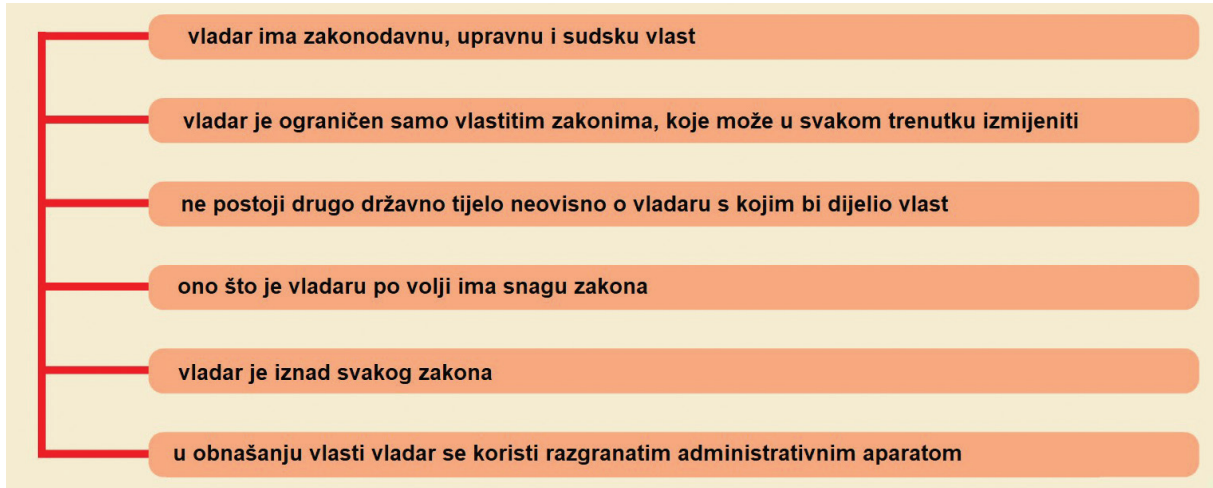 vladar ima zakonodavnu, upravnu i sudsku vlast
vladar je ograničen samo vlastitim zakonima, koje može u svakom trenutku izmijeniti
ne postoji drugo državno tijelo neovisno o vladaru s kojim bi dijelio vlast
ono što je vladaru po volji ima snagu zakona
vladar je iznad svakog zakona
u obnašanju vlasti vladar se koristi razgranatim administrativnim aparatom